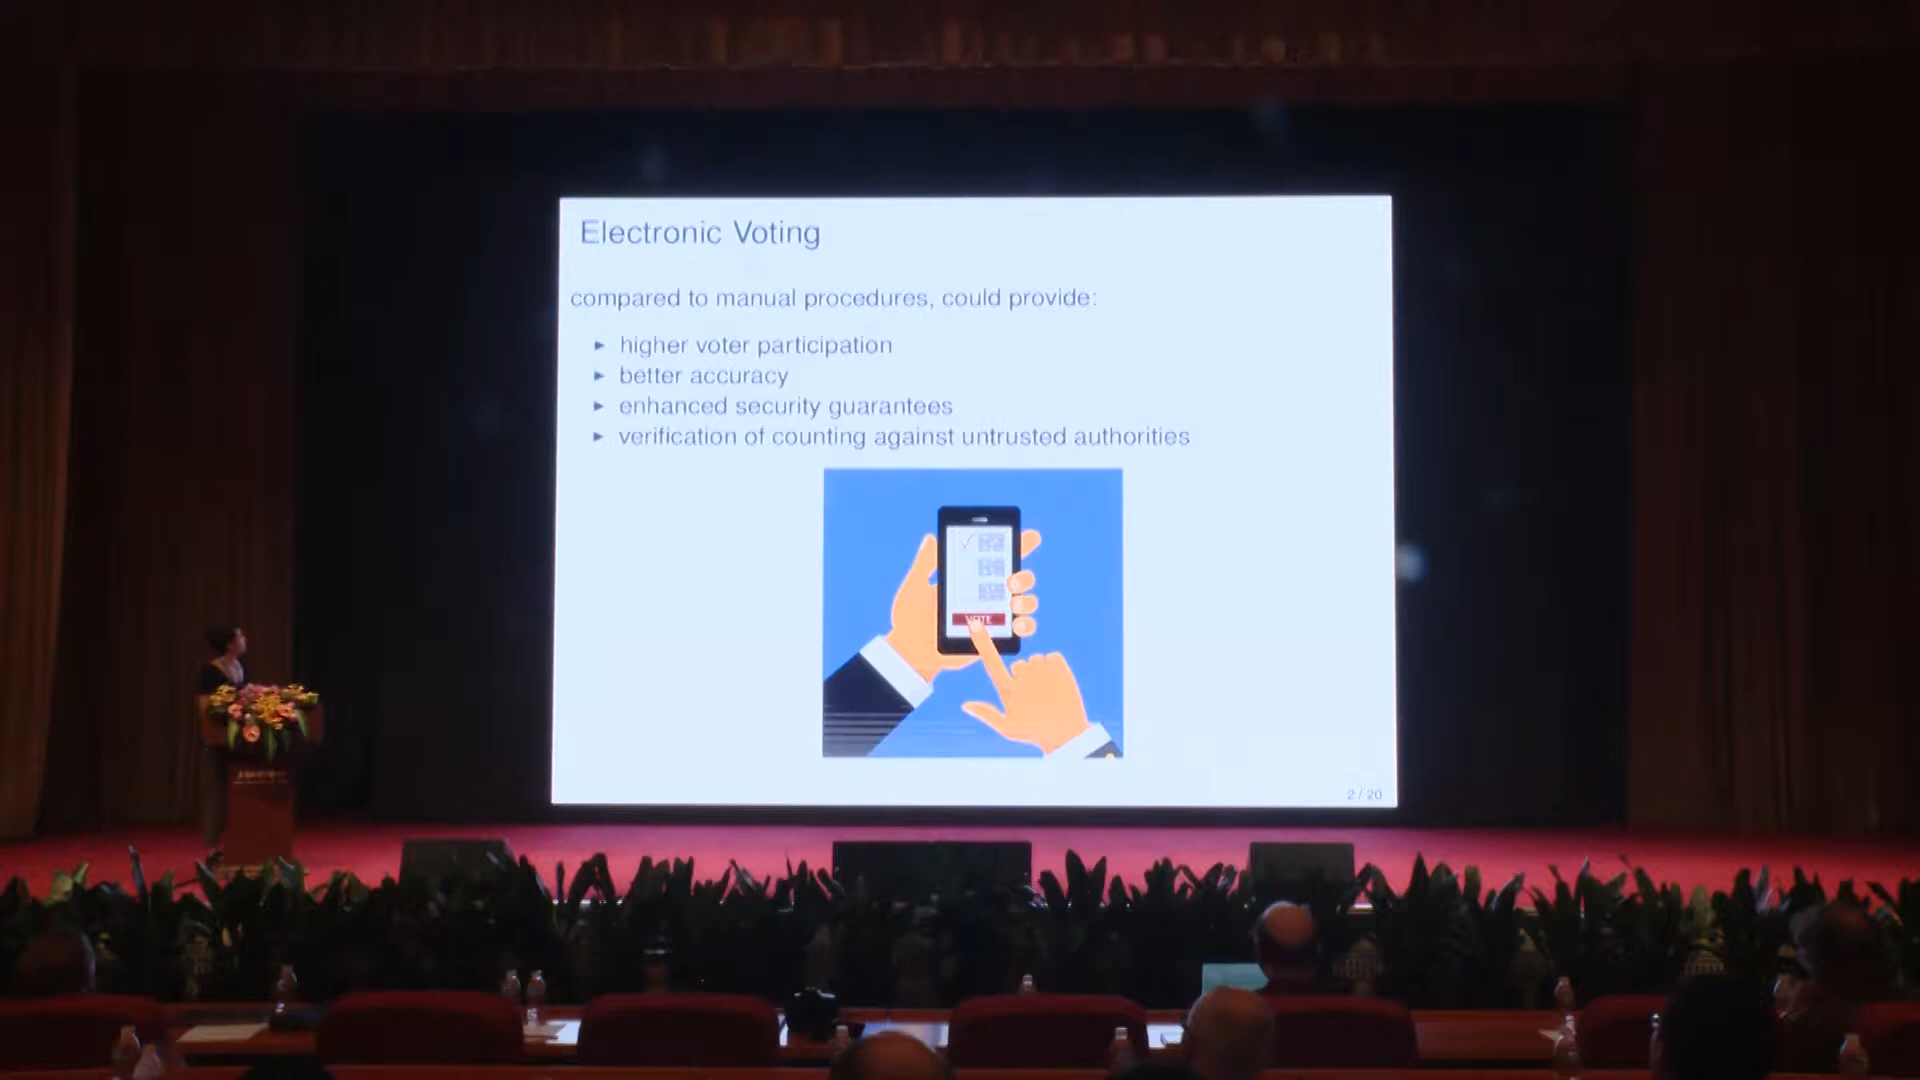 Electronic Voting
compared to manual procedures, could provide:
higher voter participation
better accuracy
enhanced security guarantees
verification of counting against untrusted authorities
VOTE
2 / 20